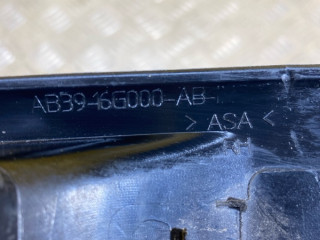 AB39-16G000-AB-
> ASA <